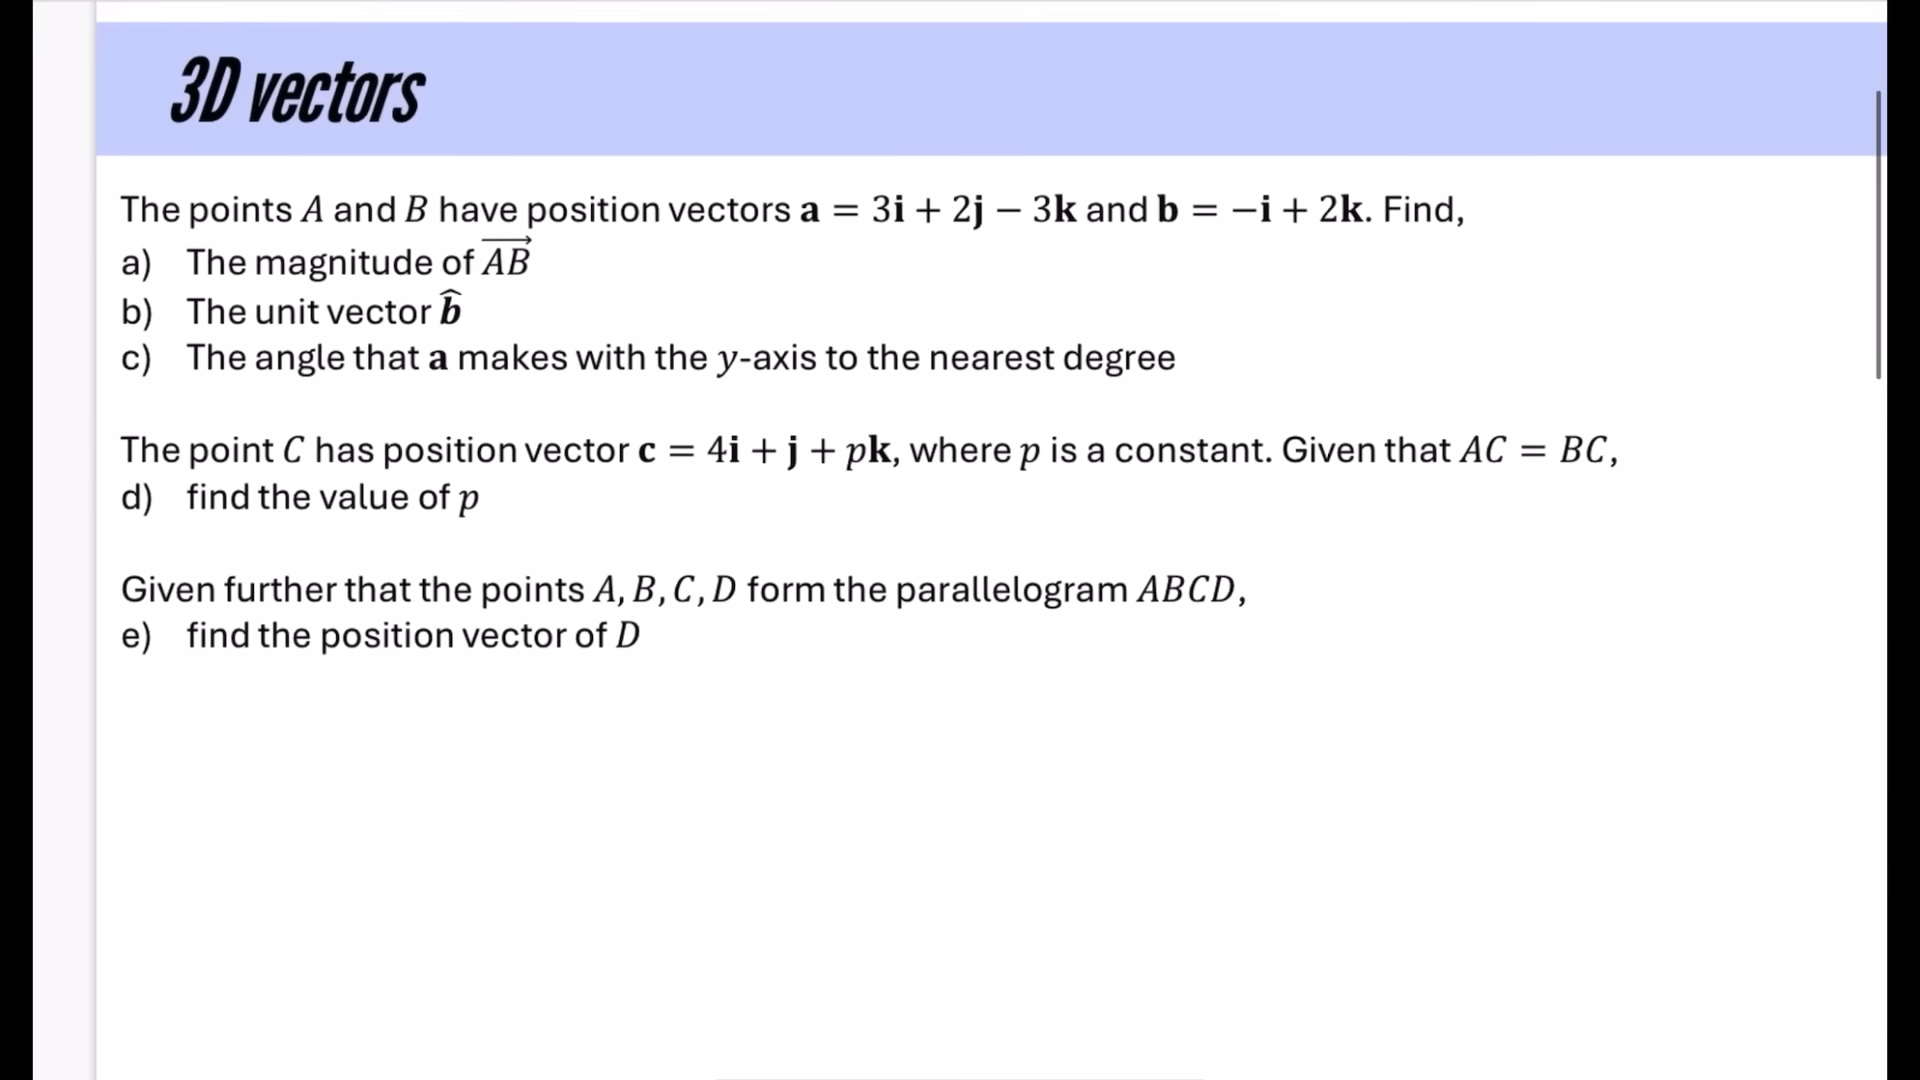 3D vectors
The points A and B have position vectors a = 3i + 2j − 3k and b = −i + 2k. Find,
a) The magnitude of \overrightarrow{AB}
b) The unit vector \hat{b}
c) The angle that a makes with the y-axis to the nearest degree
The point C has position vector c = 4i + j + pk, where p is a constant. Given that AC = BC,
d) find the value of p
Given further that the points A, B, C, D form the parallelogram ABCD,
e) find the position vector of D